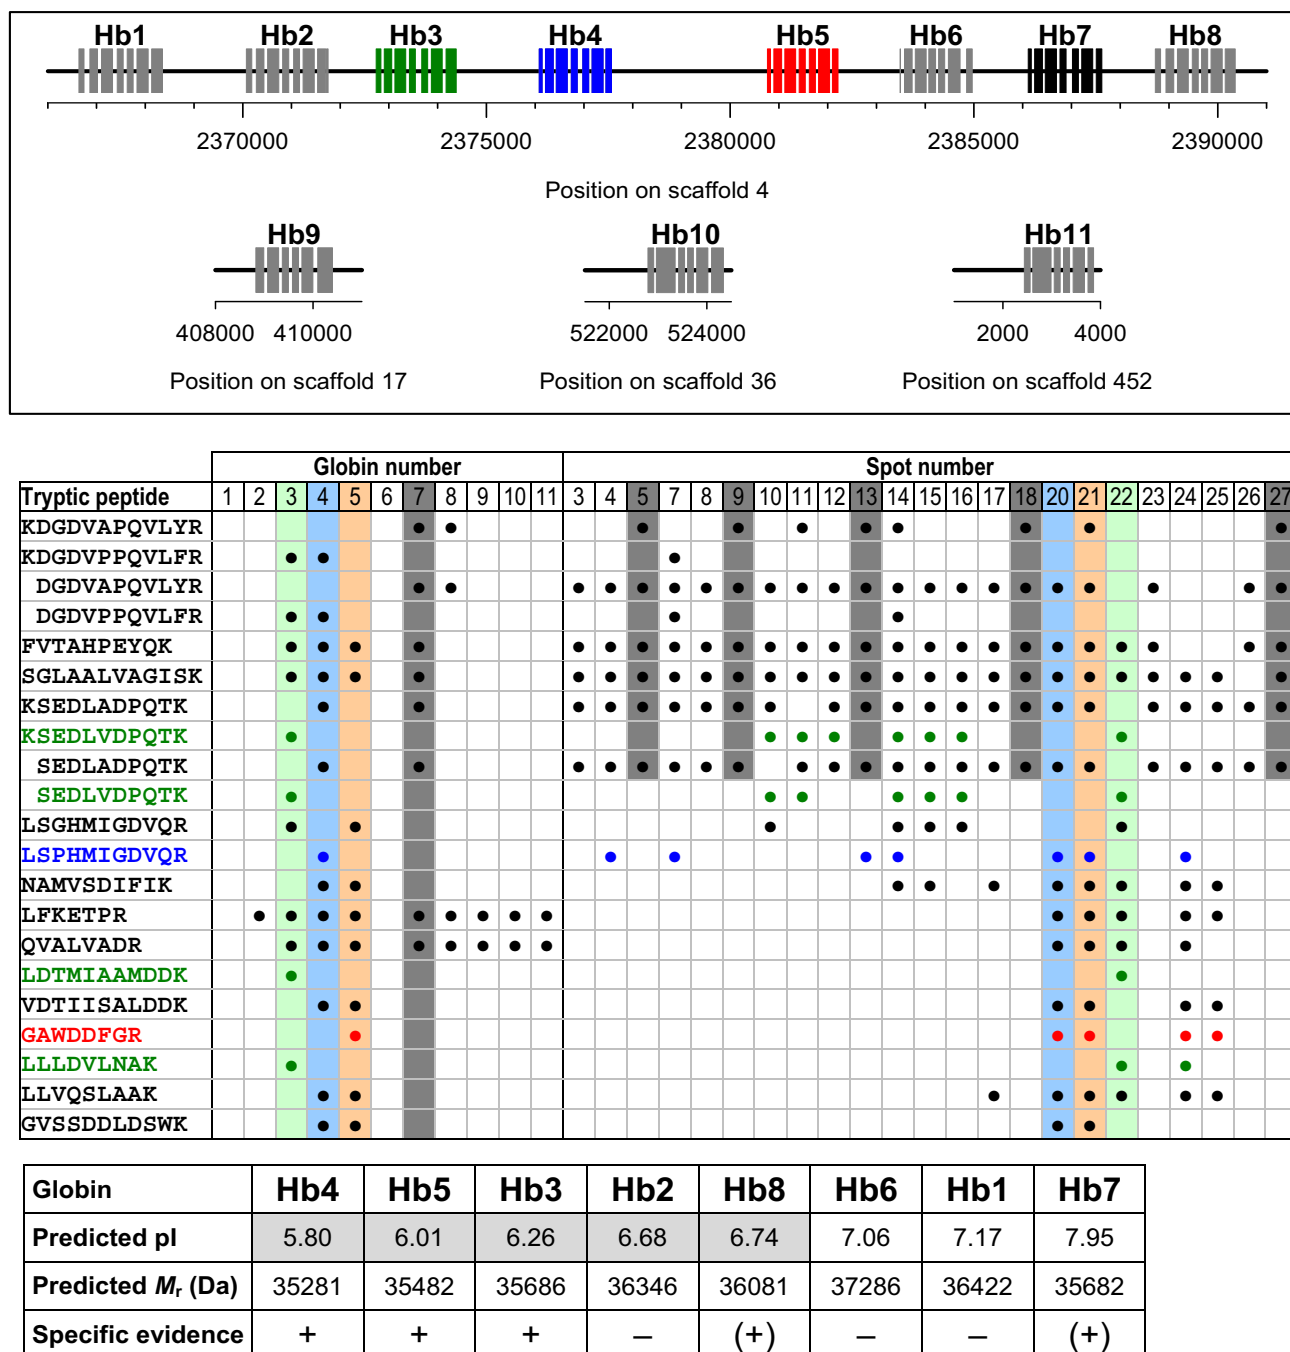 Hb1 Hb2 Hb3 Hb4 Hb5 Hb6 Hb7 Hb8
2370000 2375000 2380000 2385000 2390000
Position on scaffold 4
Hb9 Hb10 Hb11
408000 410000 522000 524000 2000 4000
Position on scaffold 17 Position on scaffold 36 Position on scaffold 452
Globin number Spot number
Tryptic peptide 1 2 3 4 5 6 7 8 9 10 11 3 4 5 7 8 9 10 11 12 13 14 15 16 17 18 20 21 22 23 24 25 26 27
KDGDVAPQVLYR
KDGDVPPQVLFR
DGDVAPQVLYR
DGDVPPQVLFR
FVTAHPEYQK
SGLAALVAGISK
KSEDLADPQTK
KSEDLVDPQTK
SEDLADPQTK
SEDLVDPQTK
LSGHMIGDVQR
LSPHMIGDVQR
NAMVSDIFIK
LFKETPR
QVALVADR
LDTMIAAMDDK
VDTIISALDDK
GAWDDFGR
LLLDVLNAK
LLVQSLAAK
GVSSDDLDSWK
Globin Hb4 Hb5 Hb3 Hb2 Hb8 Hb6 Hb1 Hb7
Predicted pI 5.80 6.01 6.26 6.68 6.74 7.06 7.17 7.95
Predicted Mr (Da) 35281 35482 35686 36346 36081 37286 36422 35682
Specific evidence + + + – (+) – – (+)